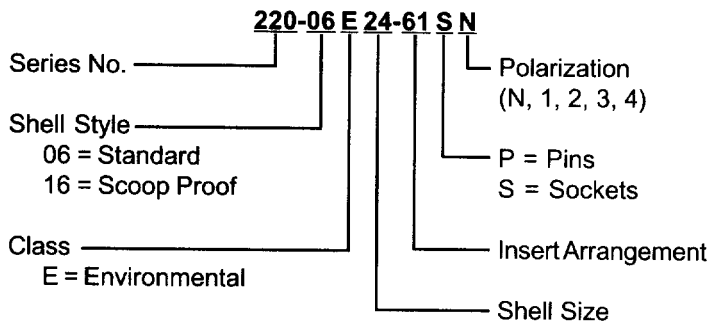 220-06 E 24-61 S N
Series No.
Shell Style
06 = Standard
16 = Scoop Proof
Class
E = Environmental
Polarization
(N, 1, 2, 3, 4)
P = Pins
S = Sockets
Insert Arrangement
Shell Size